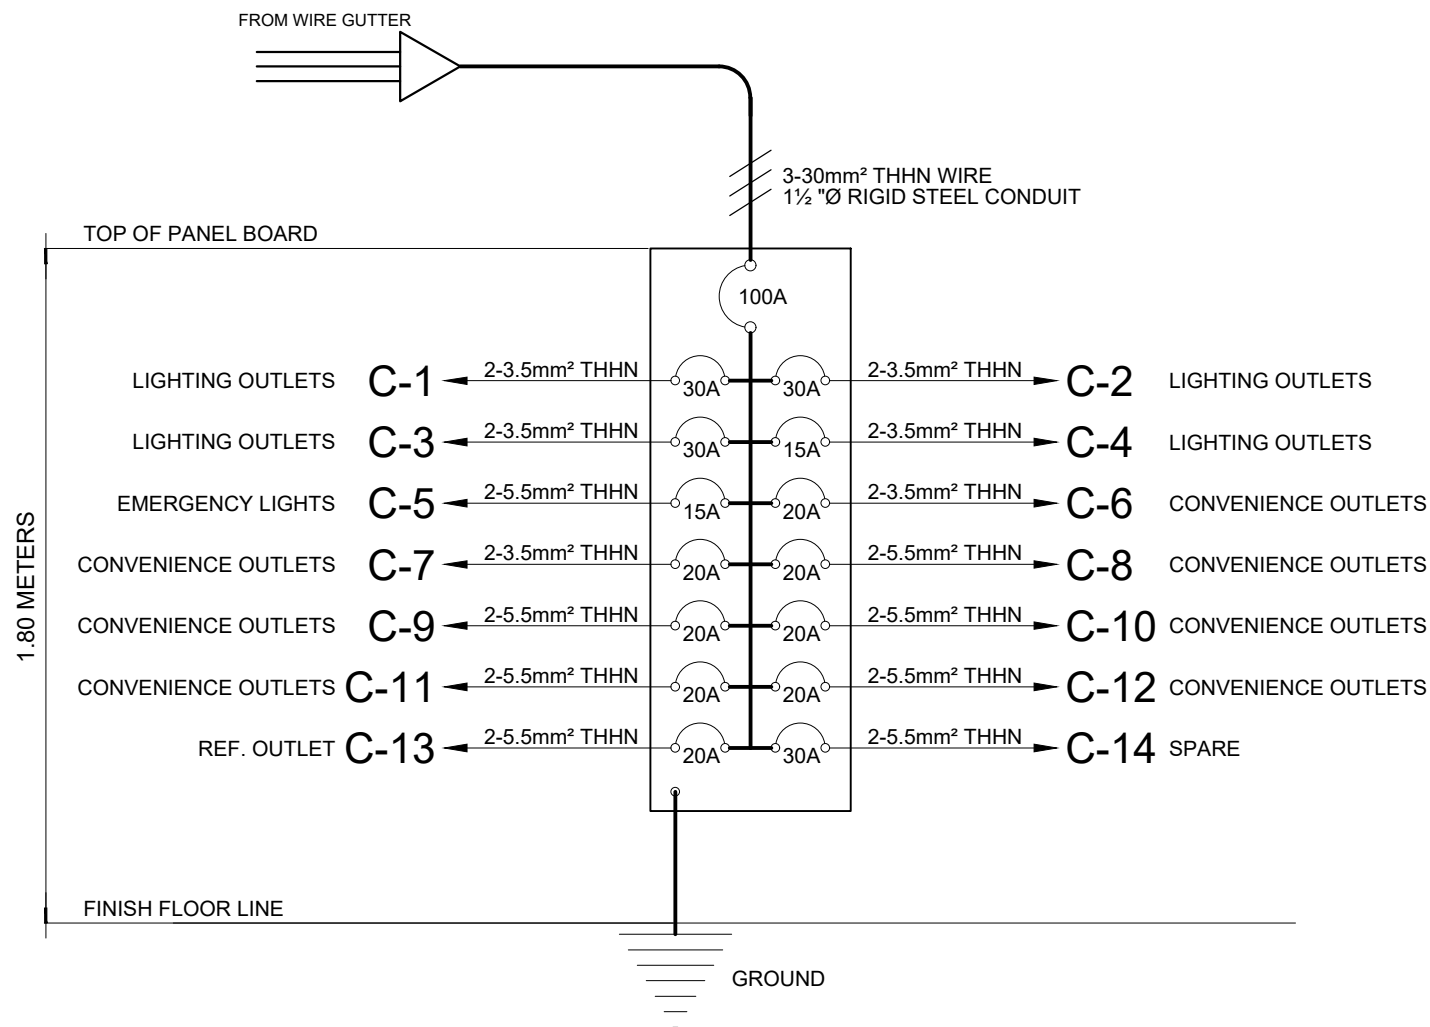 FROM WIRE GUTTER
3-30mm² THHN WIRE
1½ "Ø RIGID STEEL CONDUIT
TOP OF PANEL BOARD
100A
LIGHTING OUTLETS C-1 2-3.5mm² THHN 30A 30A 2-3.5mm² THHN C-2 LIGHTING OUTLETS
LIGHTING OUTLETS C-3 2-3.5mm² THHN 30A 15A 2-3.5mm² THHN C-4 LIGHTING OUTLETS
EMERGENCY LIGHTS C-5 2-5.5mm² THHN 15A 20A 2-3.5mm² THHN C-6 CONVENIENCE OUTLETS
CONVENIENCE OUTLETS C-7 2-3.5mm² THHN 20A 20A 2-5.5mm² THHN C-8 CONVENIENCE OUTLETS
CONVENIENCE OUTLETS C-9 2-5.5mm² THHN 20A 20A 2-5.5mm² THHN C-10 CONVENIENCE OUTLETS
CONVENIENCE OUTLETS C-11 2-5.5mm² THHN 20A 20A 2-5.5mm² THHN C-12 CONVENIENCE OUTLETS
REF. OUTLET C-13 2-5.5mm² THHN 20A 30A 2-5.5mm² THHN C-14 SPARE
1.80 METERS
FINISH FLOOR LINE
GROUND